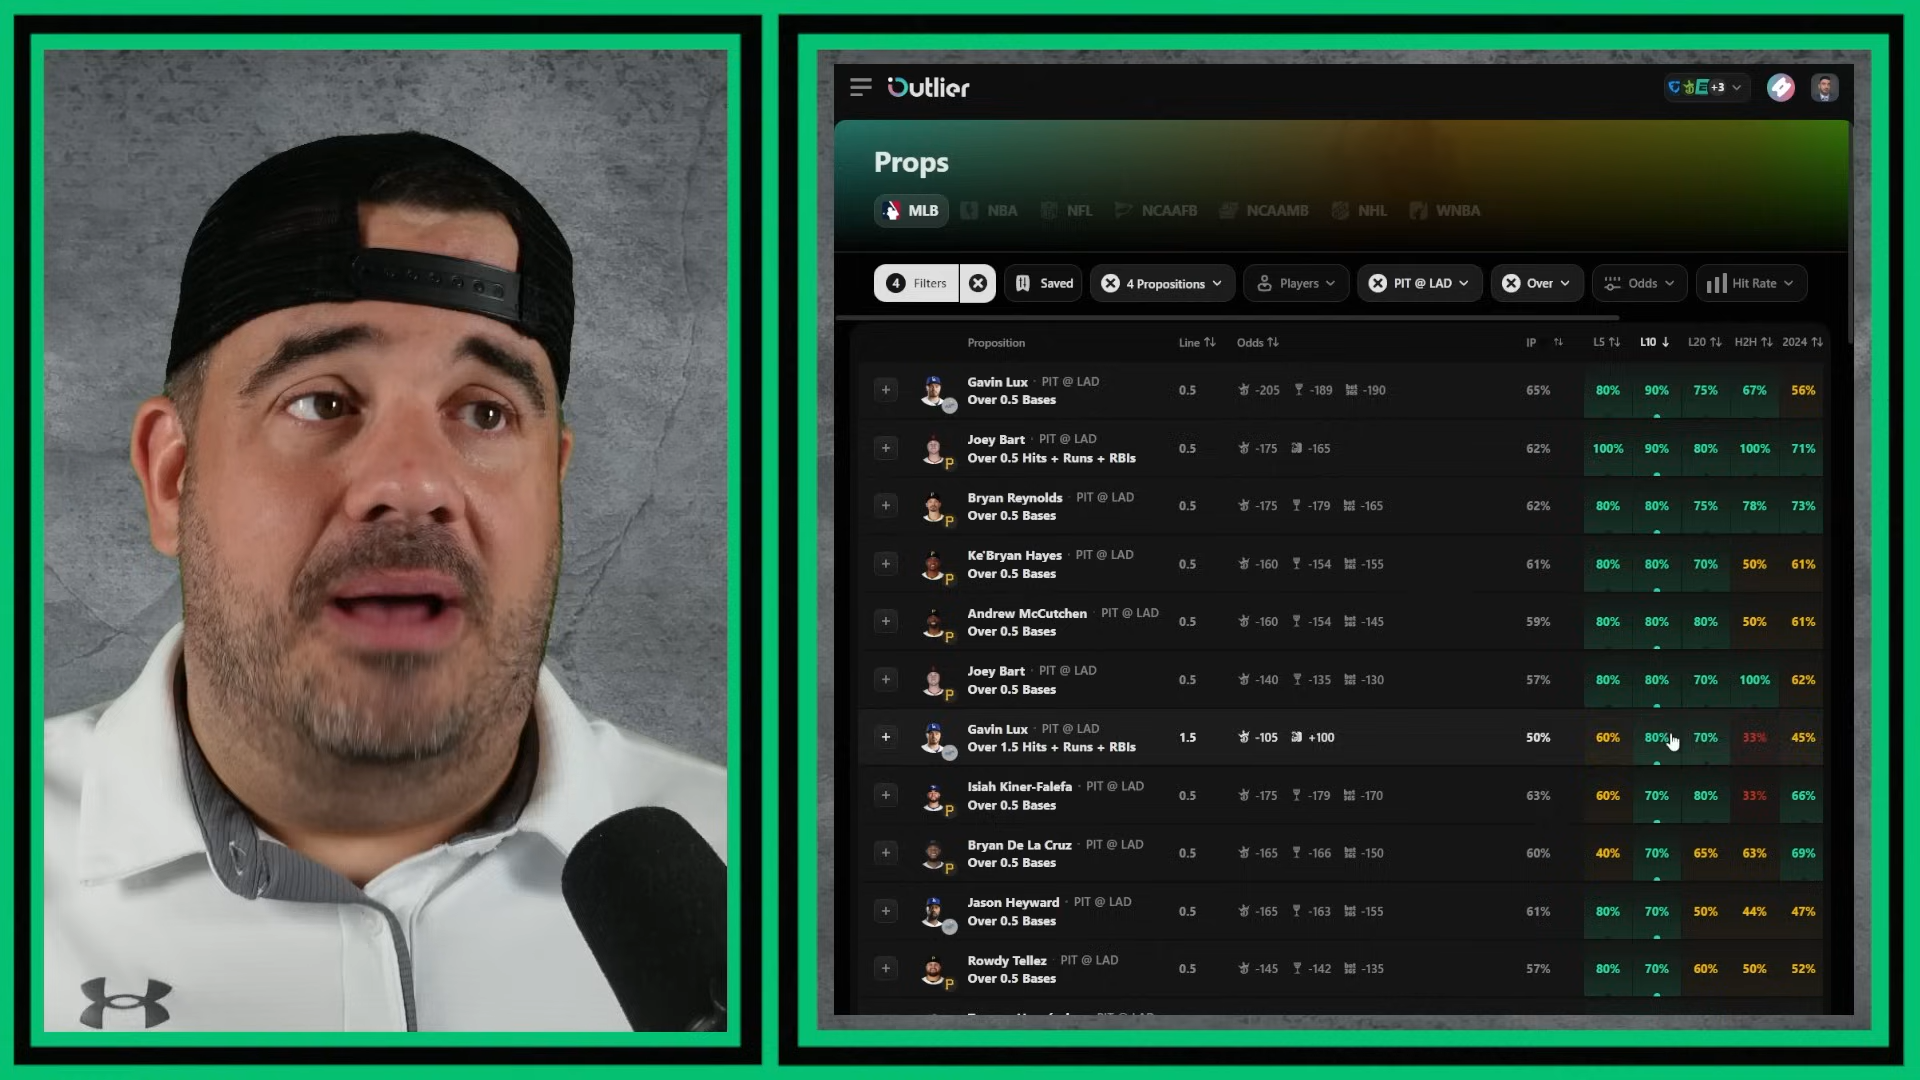 Outlier
+3
Props
MLB NBA NFL NCAAFB NCAAMB NHL WNBA
4 Filters Saved 4 Propositions Players PIT @ LAD Over Odds Hit Rate
Proposition Line Odds IP L5 L10 L20 H2H 2024
Gavin Lux · PIT @ LAD
Over 0.5 Bases 0.5 -205 -189 -190 65% 80% 90% 75% 67% 56%
Joey Bart · PIT @ LAD
Over 0.5 Hits + Runs + RBIs 0.5 -175 -165 62% 100% 90% 80% 100% 71%
Bryan Reynolds · PIT @ LAD
Over 0.5 Bases 0.5 -175 -179 -165 62% 80% 80% 75% 78% 73%
Ke'Bryan Hayes · PIT @ LAD
Over 0.5 Bases 0.5 -160 -154 -155 61% 80% 80% 70% 50% 61%
Andrew McCutchen · PIT @ LAD
Over 0.5 Bases 0.5 -160 -154 -145 59% 80% 80% 80% 50% 61%
Joey Bart · PIT @ LAD
Over 0.5 Bases 0.5 -140 -135 -130 57% 80% 80% 70% 100% 62%
Gavin Lux · PIT @ LAD
Over 1.5 Hits + Runs + RBIs 1.5 -105 +100 50% 60% 80% 70% 33% 45%
Isiah Kiner-Falefa · PIT @ LAD
Over 0.5 Bases 0.5 -175 -179 -170 63% 60% 70% 80% 33% 66%
Bryan De La Cruz · PIT @ LAD
Over 0.5 Bases 0.5 -165 -166 -150 60% 40% 70% 65% 63% 69%
Jason Heyward · PIT @ LAD
Over 0.5 Bases 0.5 -165 -163 -155 61% 80% 70% 50% 44% 47%
Rowdy Tellez · PIT @ LAD
Over 0.5 Bases 0.5 -145 -142 -135 57% 80% 70% 60% 50% 52%